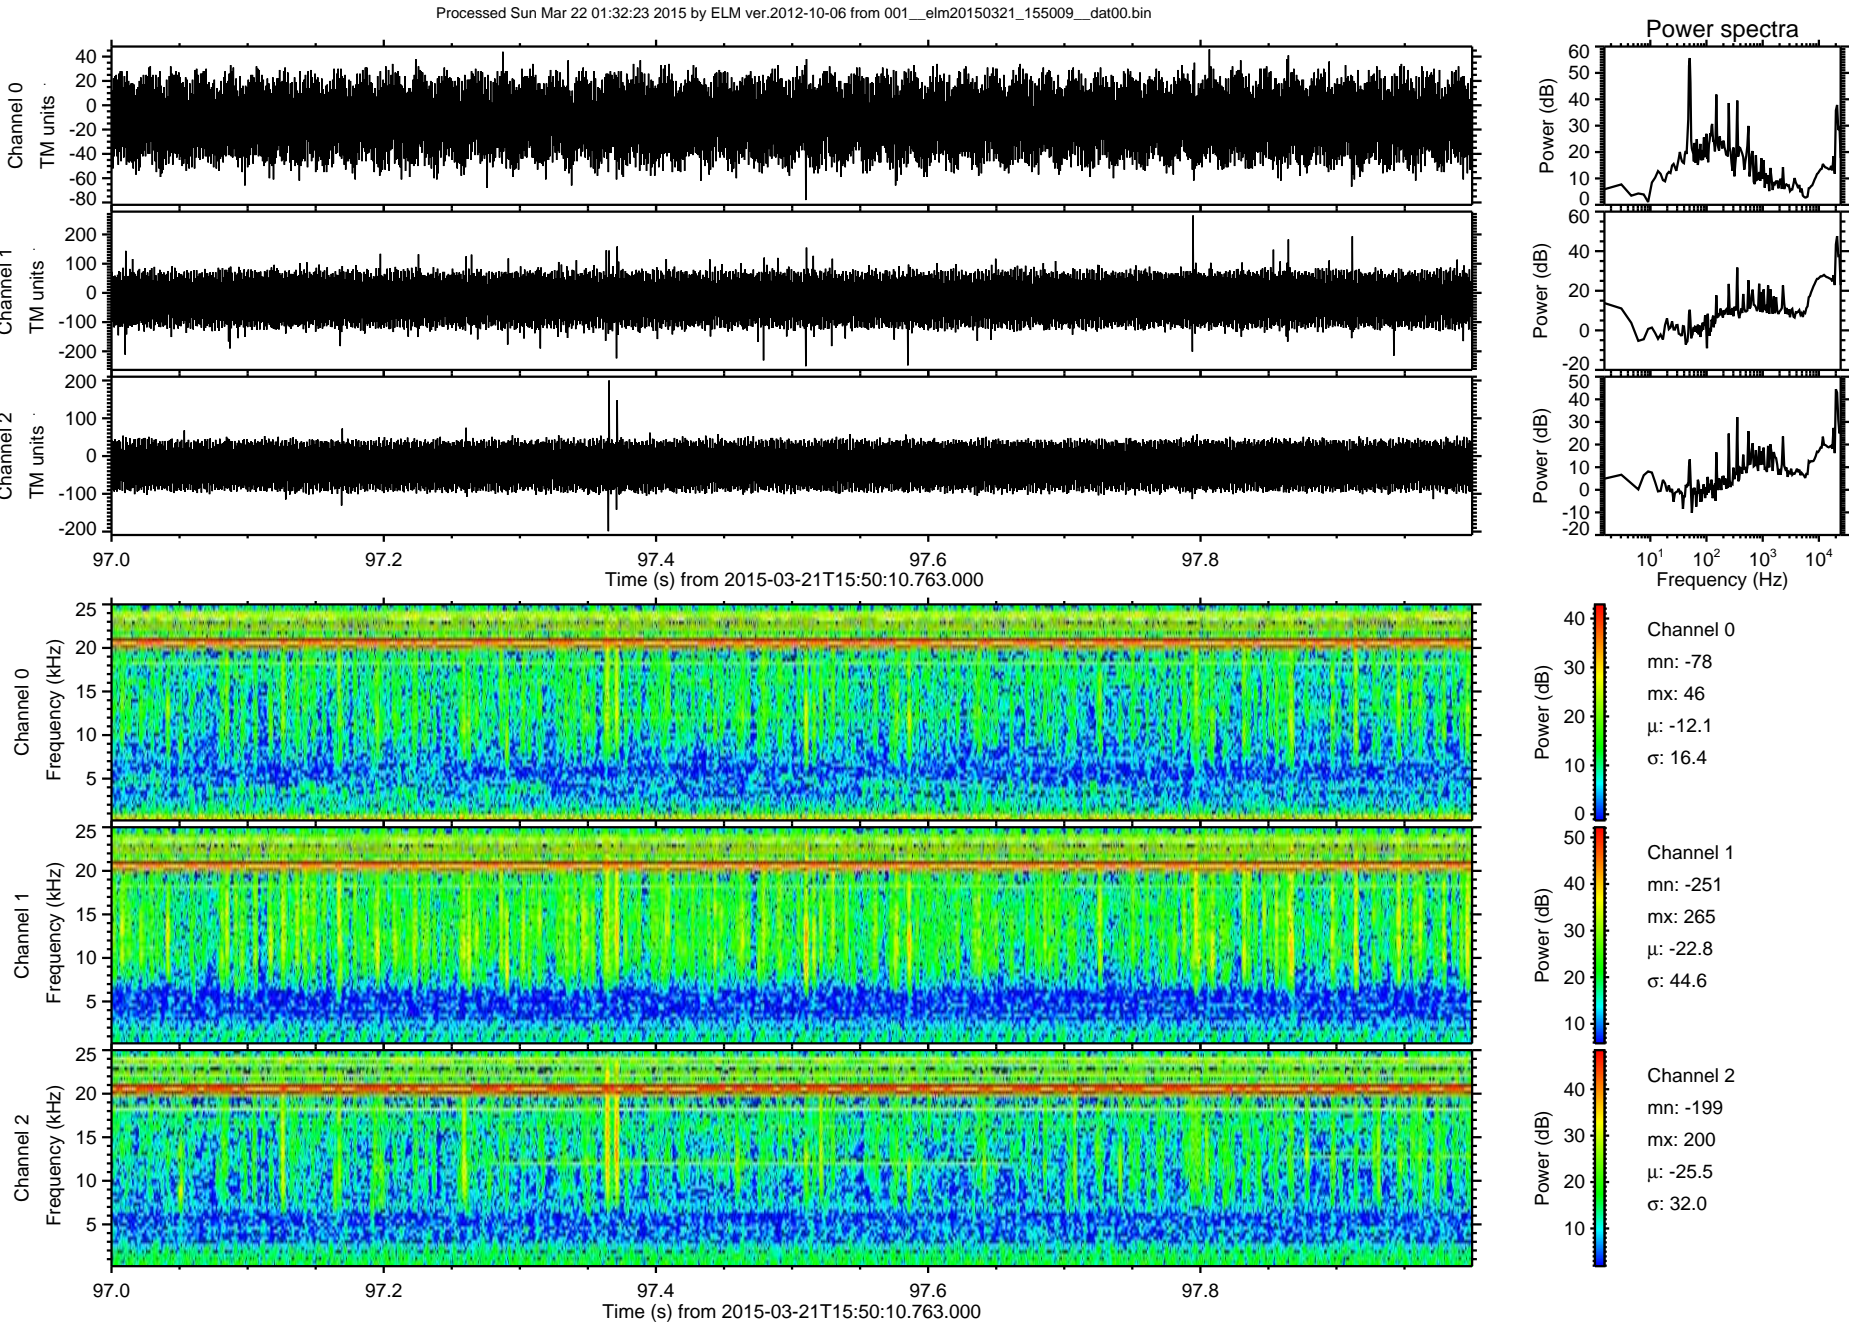 Processed Sun Mar 22 01:32:23 2015 by ELM ver.2012-10-06 from 001__elm20150321_155009__dat00.bin
Power spectra
Channel 0
TM units
40
20
0
-20
-40
-60
-80
Power (dB)
60
50
40
30
20
10
0
Channel 1
TM units
200
100
0
-100
-200
Power (dB)
60
40
20
0
-20
Channel 2
TM units
200
100
0
-100
-200
Power (dB)
50
40
30
20
10
0
-10
-20
97.0 97.2 97.4 97.6 97.8
Time (s) from 2015-03-21T15:50:10.763.000
10^1 10^2 10^3 10^4
Frequency (Hz)
Channel 0
Frequency (kHz)
25
20
15
10
5
Power (dB)
40
30
20
10
0
Channel 0
mn: -78
mx: 46
μ: -12.1
σ: 16.4
Channel 1
Frequency (kHz)
25
20
15
10
5
Power (dB)
50
40
30
20
10
Channel 1
mn: -251
mx: 265
μ: -22.8
σ: 44.6
Channel 2
Frequency (kHz)
25
20
15
10
5
Power (dB)
40
30
20
10
Channel 2
mn: -199
mx: 200
μ: -25.5
σ: 32.0
97.0 97.2 97.4 97.6 97.8
Time (s) from 2015-03-21T15:50:10.763.000